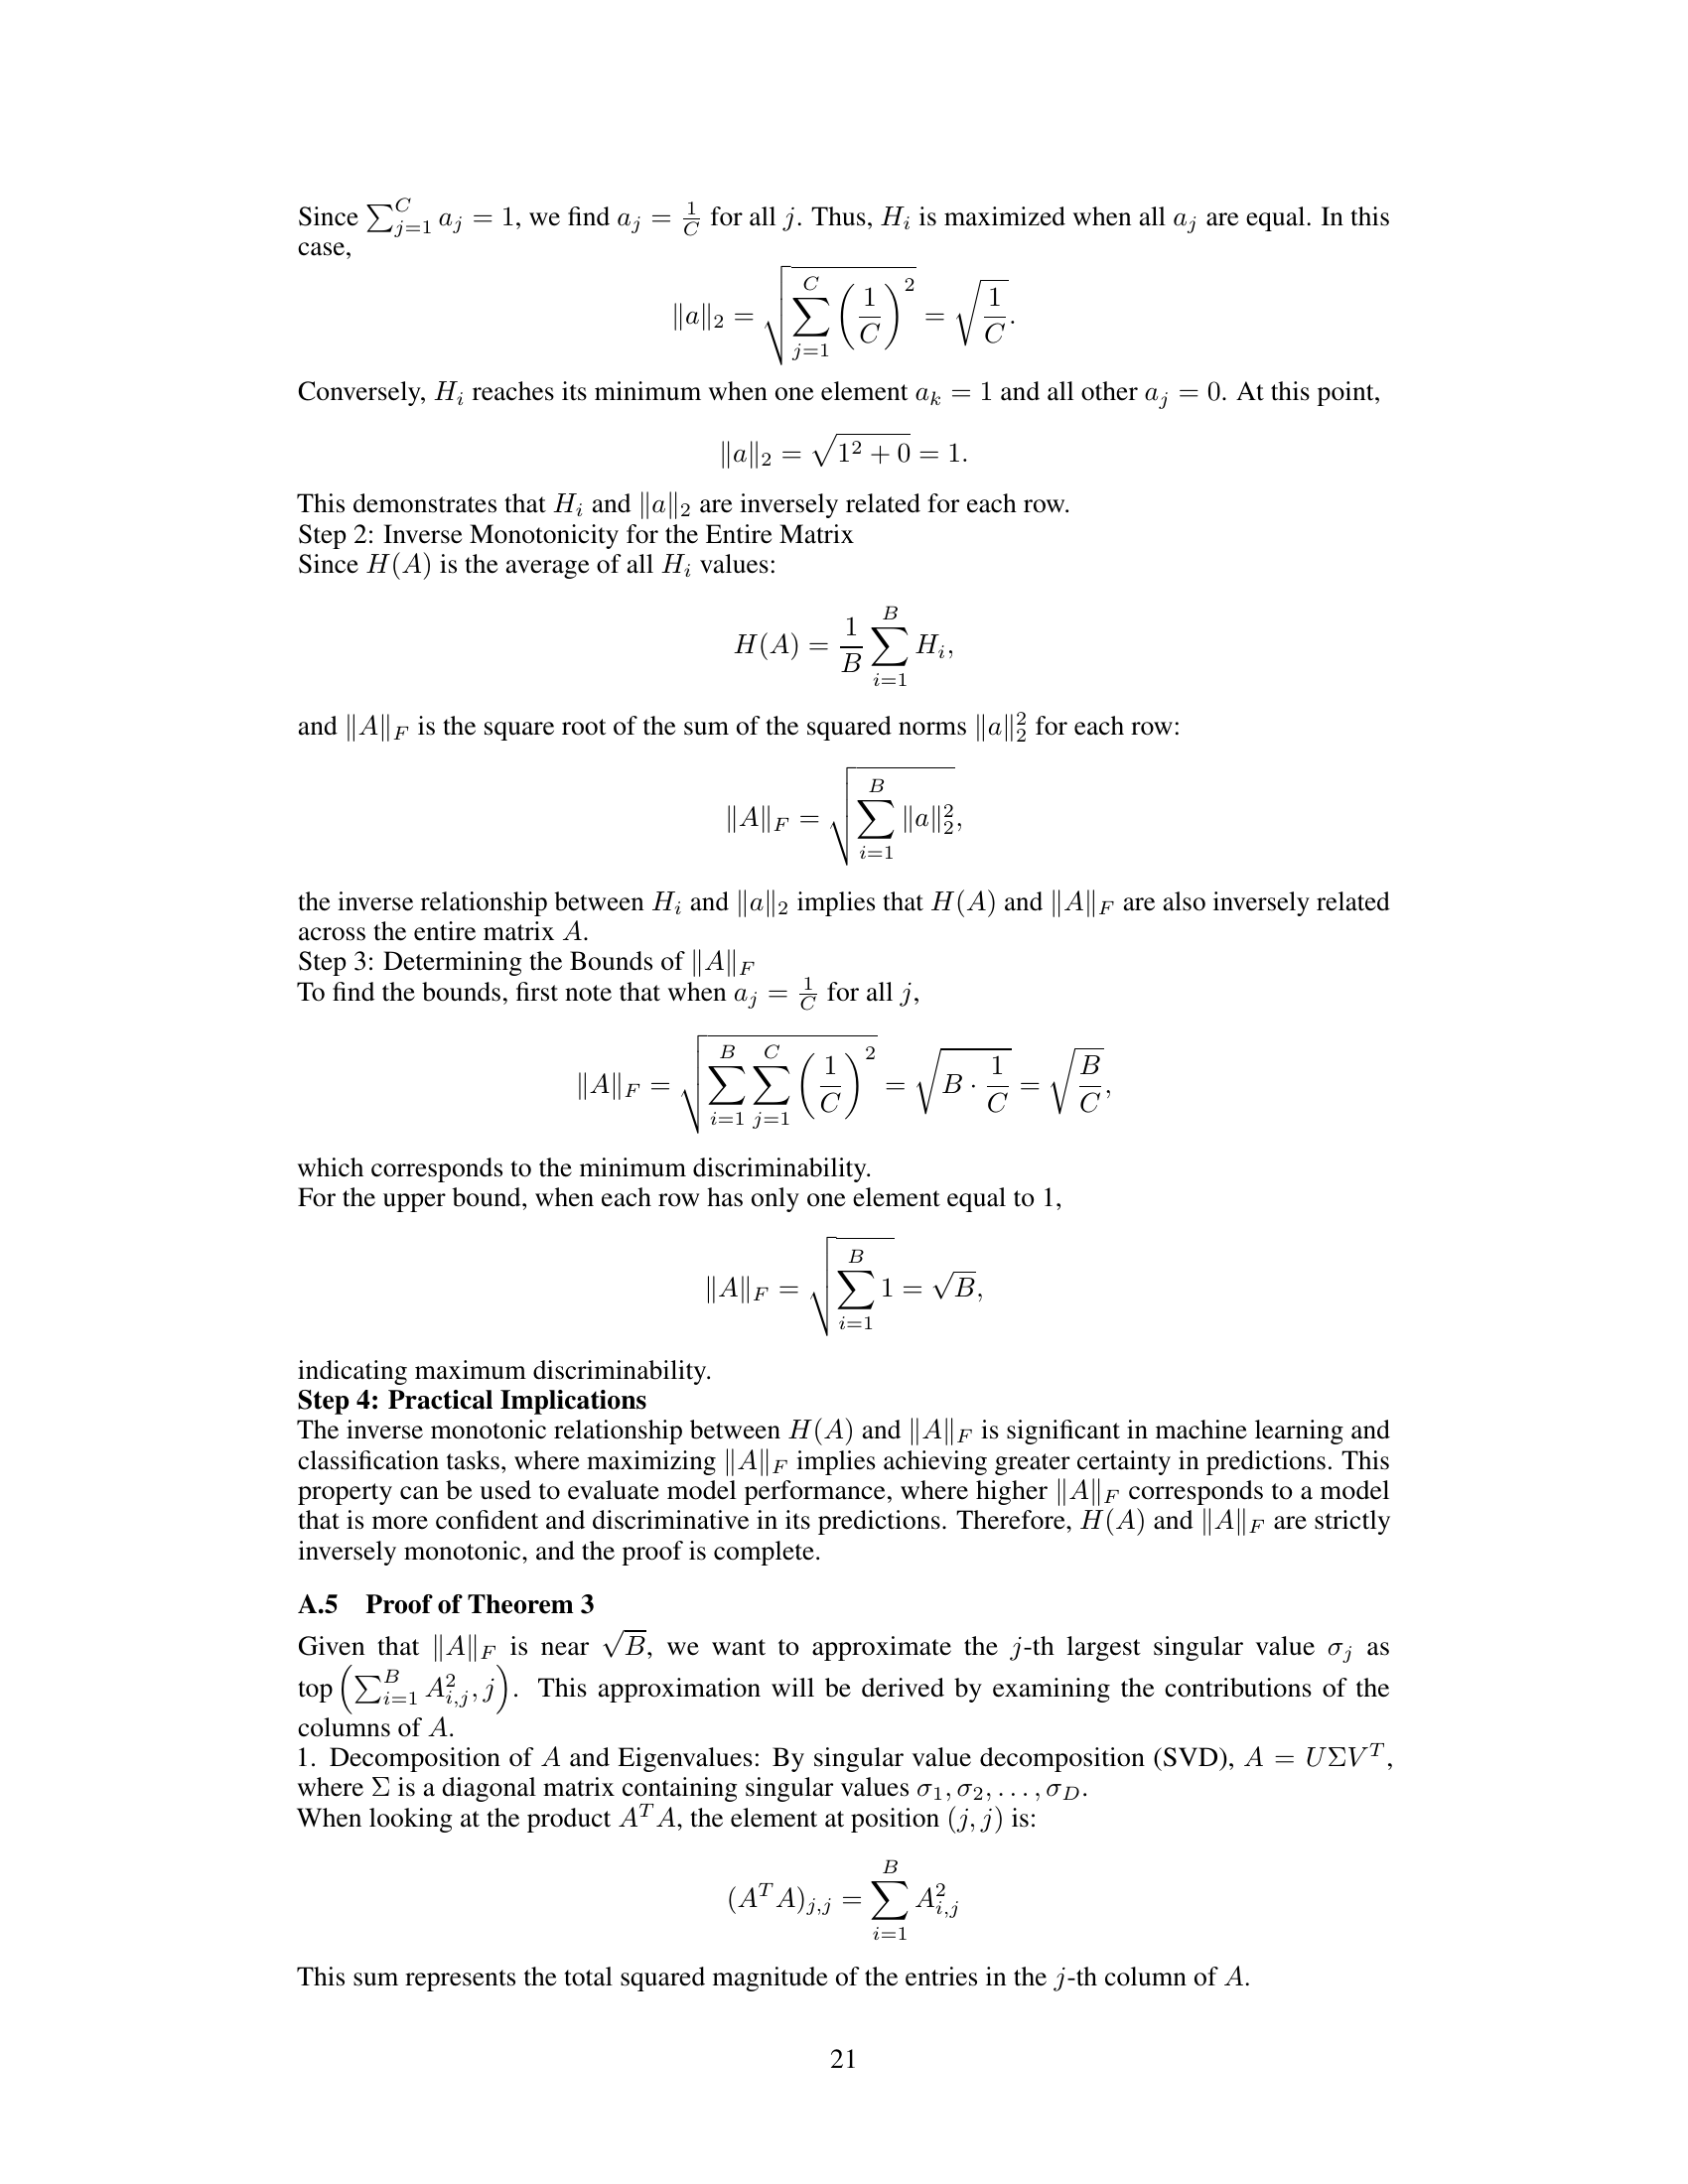 Since $\sum_{j=1}^{C} a_j = 1$, we find $a_j = \frac{1}{C}$ for all $j$. Thus, $H_i$ is maximized when all $a_j$ are equal. In this
case,
$$\|a\|_2 = \sqrt{\sum_{j=1}^{C} \left(\frac{1}{C}\right)^2} = \sqrt{\frac{1}{C}}.$$
Conversely, $H_i$ reaches its minimum when one element $a_k = 1$ and all other $a_j = 0$. At this point,
$$\|a\|_2 = \sqrt{1^2 + 0} = 1.$$
This demonstrates that $H_i$ and $\|a\|_2$ are inversely related for each row.
Step 2: Inverse Monotonicity for the Entire Matrix
Since $H(A)$ is the average of all $H_i$ values:
$$H(A) = \frac{1}{B} \sum_{i=1}^{B} H_i,$$
and $\|A\|_F$ is the square root of the sum of the squared norms $\|a\|_2^2$ for each row:
$$\|A\|_F = \sqrt{\sum_{i=1}^{B} \|a\|_2^2},$$
the inverse relationship between $H_i$ and $\|a\|_2$ implies that $H(A)$ and $\|A\|_F$ are also inversely related
across the entire matrix $A$.
Step 3: Determining the Bounds of $\|A\|_F$
To find the bounds, first note that when $a_j = \frac{1}{C}$ for all $j$,
$$\|A\|_F = \sqrt{\sum_{i=1}^{B} \sum_{j=1}^{C} \left(\frac{1}{C}\right)^2} = \sqrt{B \cdot \frac{1}{C}} = \sqrt{\frac{B}{C}},$$
which corresponds to the minimum discriminability.
For the upper bound, when each row has only one element equal to 1,
$$\|A\|_F = \sqrt{\sum_{i=1}^{B} 1} = \sqrt{B},$$
indicating maximum discriminability.
**Step 4: Practical Implications**
The inverse monotonic relationship between $H(A)$ and $\|A\|_F$ is significant in machine learning and
classification tasks, where maximizing $\|A\|_F$ implies achieving greater certainty in predictions. This
property can be used to evaluate model performance, where higher $\|A\|_F$ corresponds to a model
that is more confident and discriminative in its predictions. Therefore, $H(A)$ and $\|A\|_F$ are strictly
inversely monotonic, and the proof is complete.
**A.5 Proof of Theorem 3**
Given that $\|A\|_F$ is near $\sqrt{B}$, we want to approximate the $j$-th largest singular value $\sigma_j$ as
top$\left(\sum_{i=1}^{B} A_{i,j}^2, j\right)$. This approximation will be derived by examining the contributions of the
columns of $A$.
1. Decomposition of $A$ and Eigenvalues: By singular value decomposition (SVD), $A = U\Sigma V^T$,
where $\Sigma$ is a diagonal matrix containing singular values $\sigma_1, \sigma_2, \ldots, \sigma_D$.
When looking at the product $A^T A$, the element at position $(j, j)$ is:
$$(A^T A)_{j,j} = \sum_{i=1}^{B} A_{i,j}^2$$
This sum represents the total squared magnitude of the entries in the $j$-th column of $A$.
21